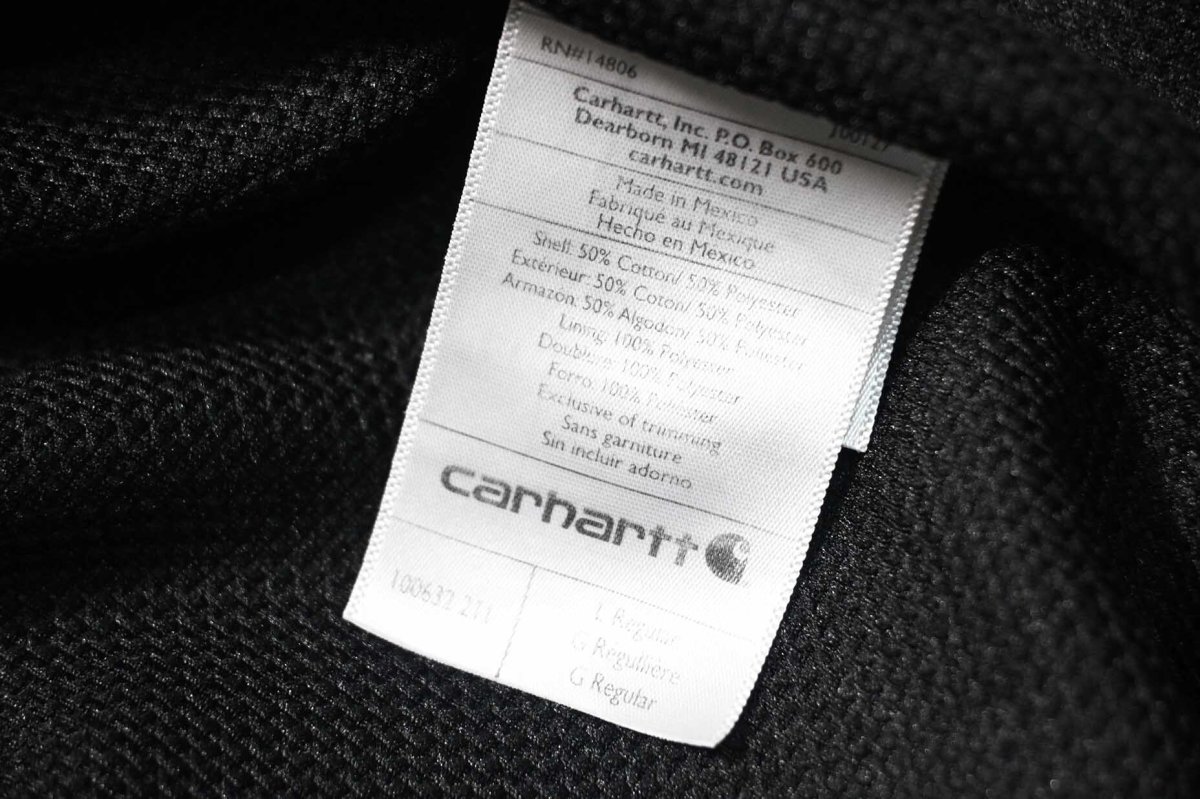 RN#14806
100127
Carhartt, Inc. P.O. Box 600
Dearborn MI 48121 USA
carhartt.com
Made in Mexico
Fabriqué au Mexique
Hecho en México
Shell: 50% Cotton/ 50% Polyester
Extérieur: 50% Coton/ 50% Polyester
Armazon: 50% Algodon/ 50% Poliester
Lining: 100% Polyester
Doublure: 100% Polyester
Forro: 100% Poliester
Exclusive of trimming
Sans garniture
Sin incluir adorno
carhartt
100632 211
L Regular
G Régulière
G Regular